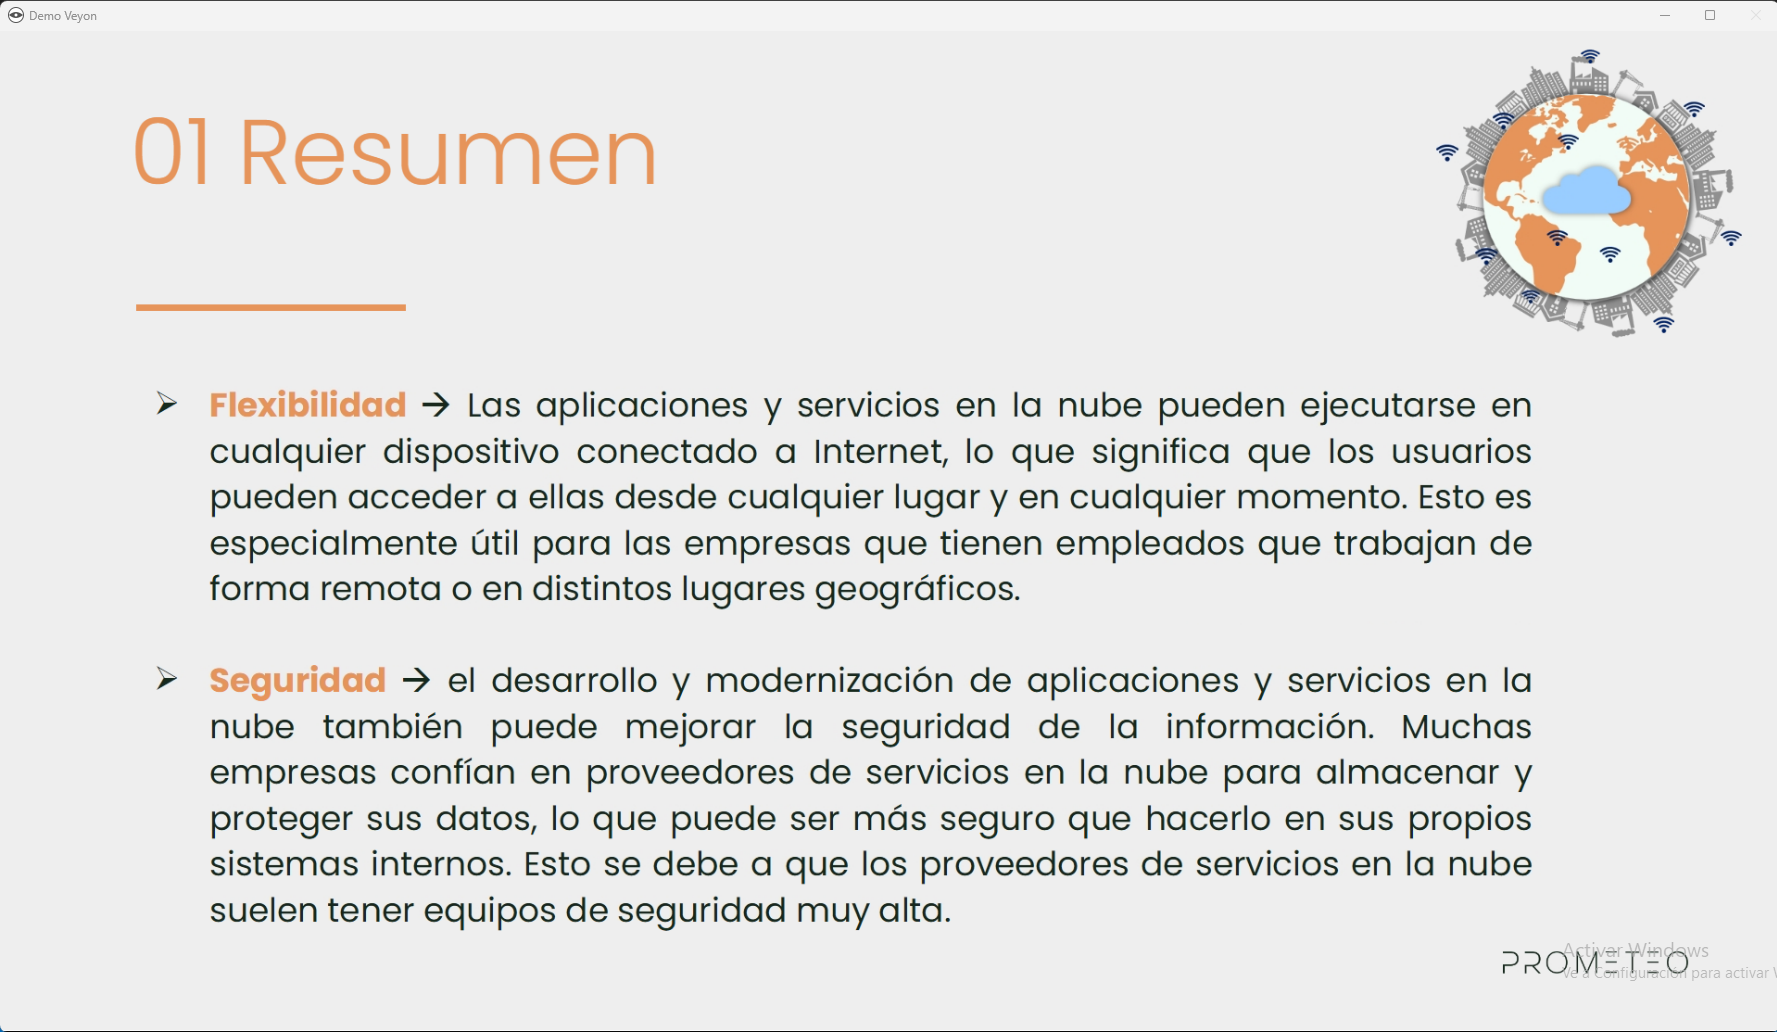 Demo Veyon
01 Resumen
➢ Flexibilidad → Las aplicaciones y servicios en la nube pueden ejecutarse en
cualquier dispositivo conectado a Internet, lo que significa que los usuarios
pueden acceder a ellas desde cualquier lugar y en cualquier momento. Esto es
especialmente útil para las empresas que tienen empleados que trabajan de
forma remota o en distintos lugares geográficos.
➢ Seguridad → el desarrollo y modernización de aplicaciones y servicios en la
nube también puede mejorar la seguridad de la información. Muchas
empresas confían en proveedores de servicios en la nube para almacenar y
proteger sus datos, lo que puede ser más seguro que hacerlo en sus propios
sistemas internos. Esto se debe a que los proveedores de servicios en la nube
suelen tener equipos de seguridad muy alta.
Activar Windows
PROMETEO
Ve a Configuración para activar